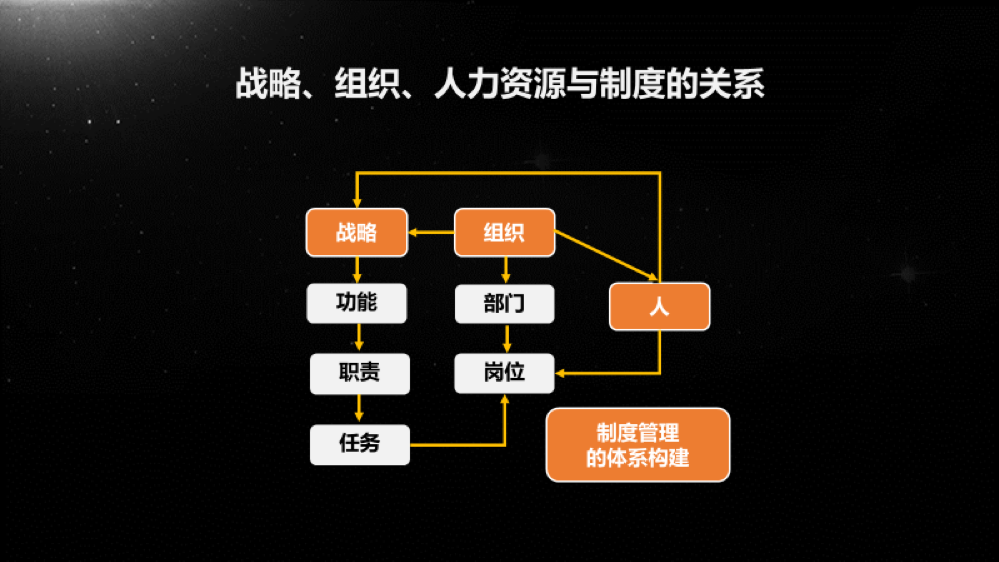 战略、组织、人力资源与制度的关系
战略
组织
功能
部门
人
职责
岗位
任务
制度管理
的体系构建